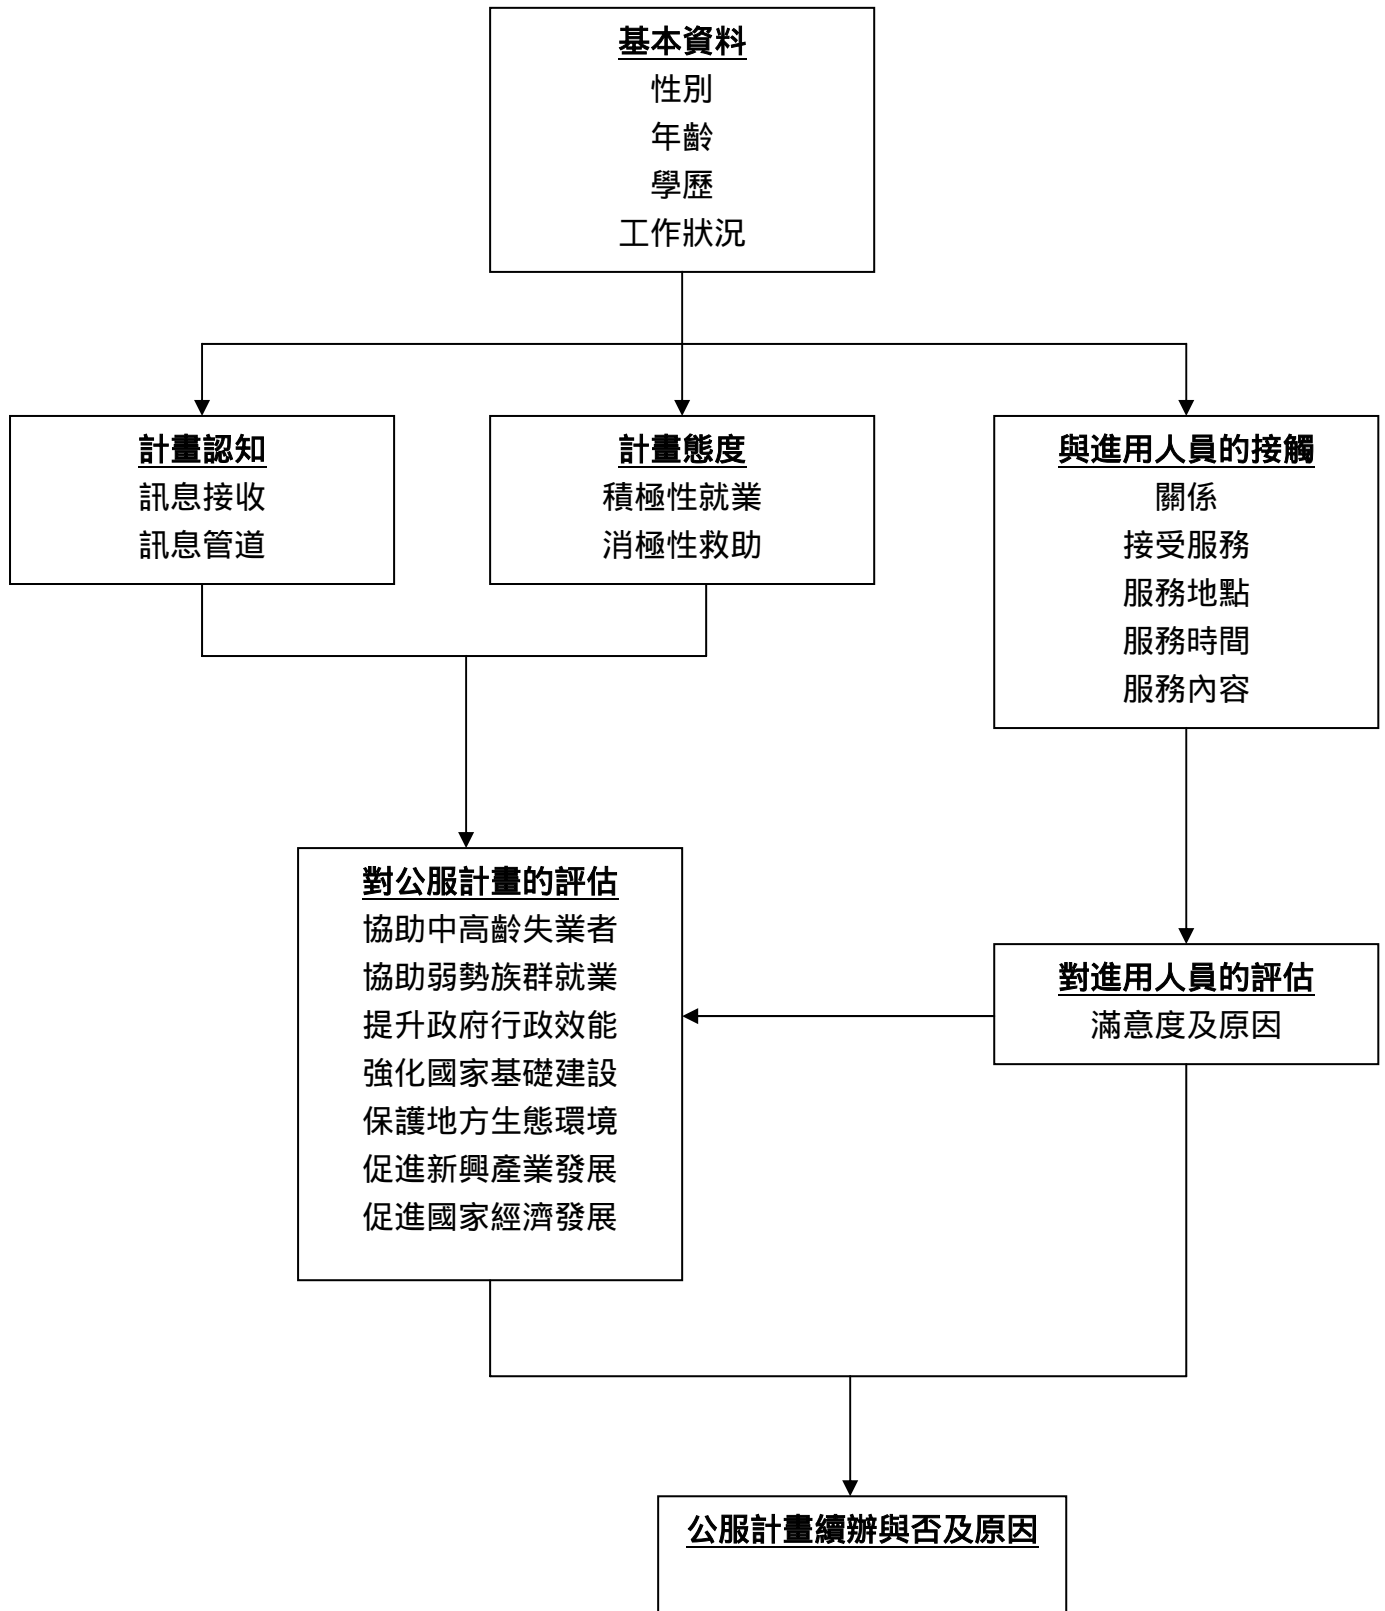 基本資料
性別
年齡
學歷
工作狀況
計畫認知
訊息接收
訊息管道
計畫態度
積極性就業
消極性救助
與進用人員的接觸
關係
接受服務
服務地點
服務時間
服務內容
對公服計畫的評估
協助中高齡失業者
協助弱勢族群就業
提升政府行政效能
強化國家基礎建設
保護地方生態環境
促進新興產業發展
促進國家經濟發展
對進用人員的評估
滿意度及原因
公服計畫續辦與否及原因